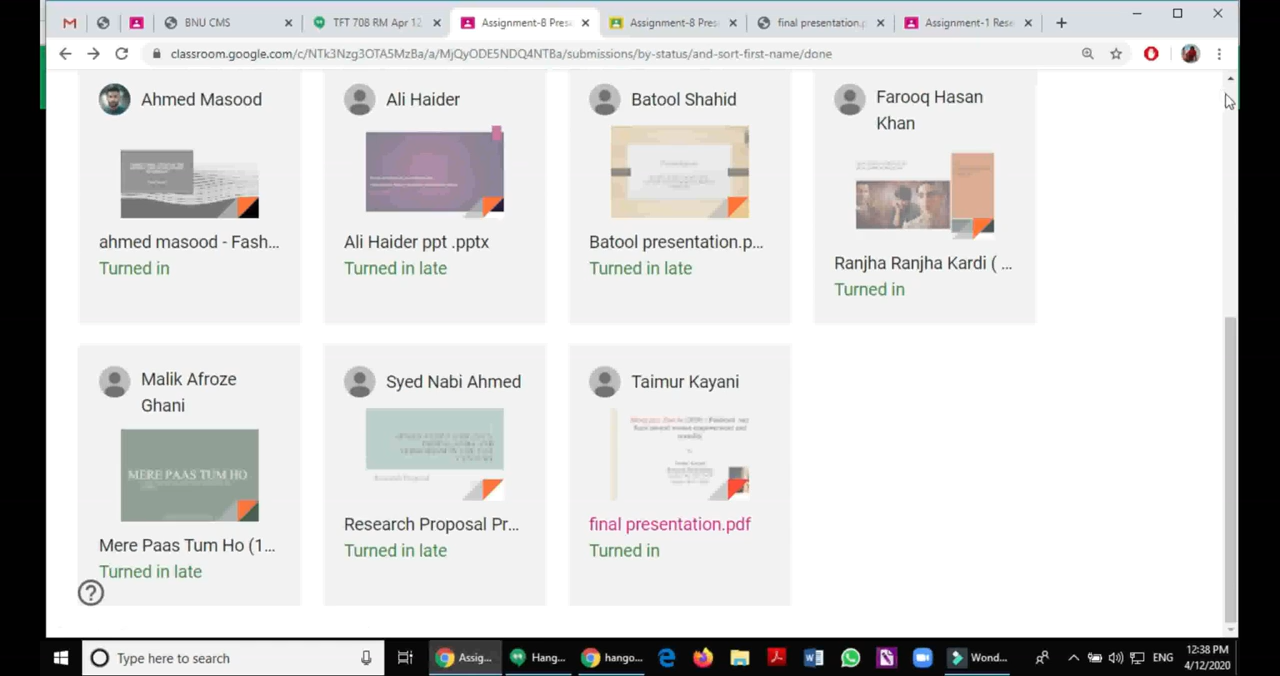 BNU CMS
TFT 708 RM Apr 12
Assignment-8 Pres
Assignment-8 Pres
final presentation.p
Assignment-1 Rese
classroom.google.com/c/NTk3Nzg3OTA5MzBa/a/MjQyODE5NDQ4NTBa/submissions/by-status/and-sort-first-name/done
Ahmed Masood
ahmed masood - Fash...
Turned in
Ali Haider
Ali Haider ppt .pptx
Turned in late
Batool Shahid
Batool presentation.p...
Turned in late
Farooq Hasan
Khan
Ranjha Ranjha Kardi ( ...
Turned in
Malik Afroze
Ghani
MERE PAAS TUM HO
Mere Paas Tum Ho (1...
Turned in late
Syed Nabi Ahmed
Research Proposal
Research Proposal Pr...
Turned in late
Taimur Kayani
final presentation.pdf
Turned in
?
Type here to search
Assig...
Hang...
hango...
Wond...
ENG
12:38 PM
4/12/2020